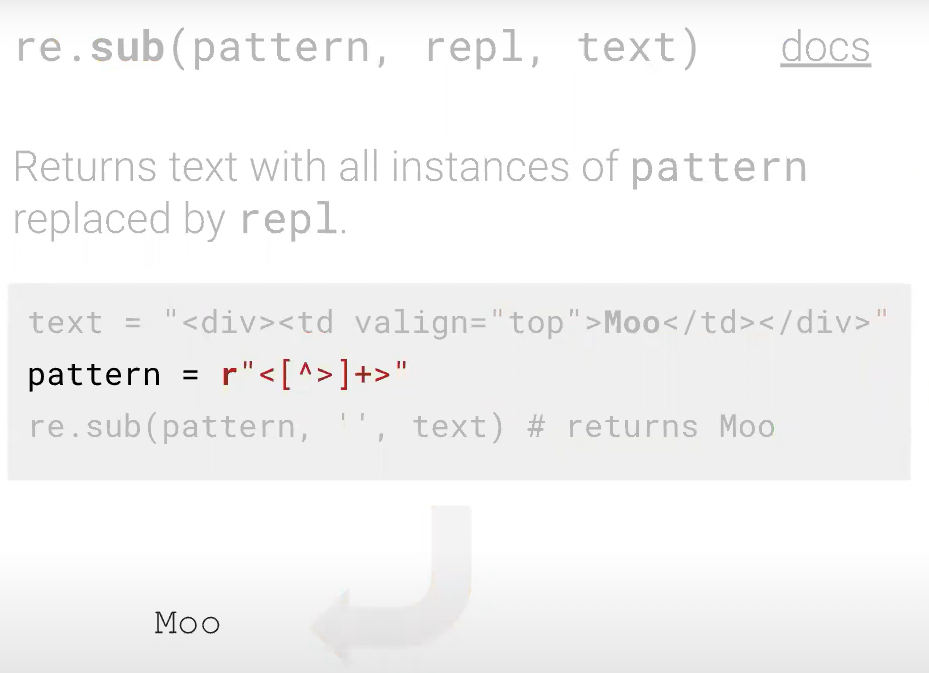 re.sub(pattern, repl, text) docs
Returns text with all instances of pattern
replaced by repl.
text = "<div><td valign="top">Moo</td></div>"
pattern = r"<[^>]+>"
re.sub(pattern, '', text) # returns Moo
Moo